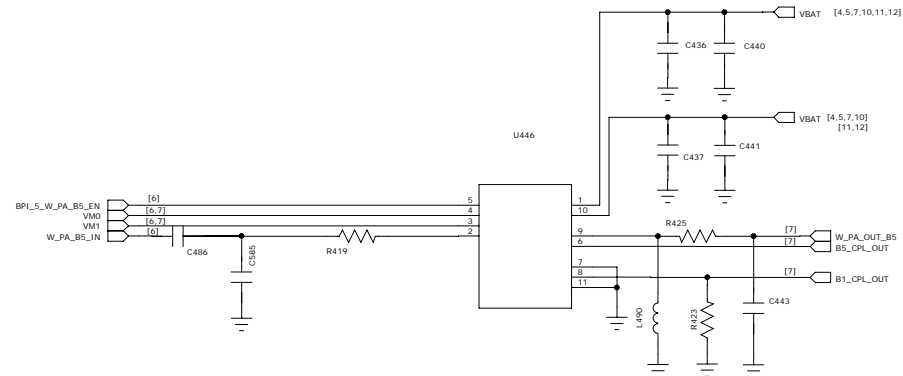 VBAT [4,5,7,10,11,12]
C436
C440
VBAT [4,5,7,10]
[11,12]
C437
C441
U446
BPI_5_W_PA_B5_EN [6] 5
VM0 [6,7] 4
VM1 [6,7] 3
W_PA_B5_IN [6] 2
C486
C585
R419
1
10
9
6
7
8
11
R425
[7] W_PA_OUT_B5
[7] B5_CPL_OUT
[7] B1_CPL_OUT
L490
R423
C443